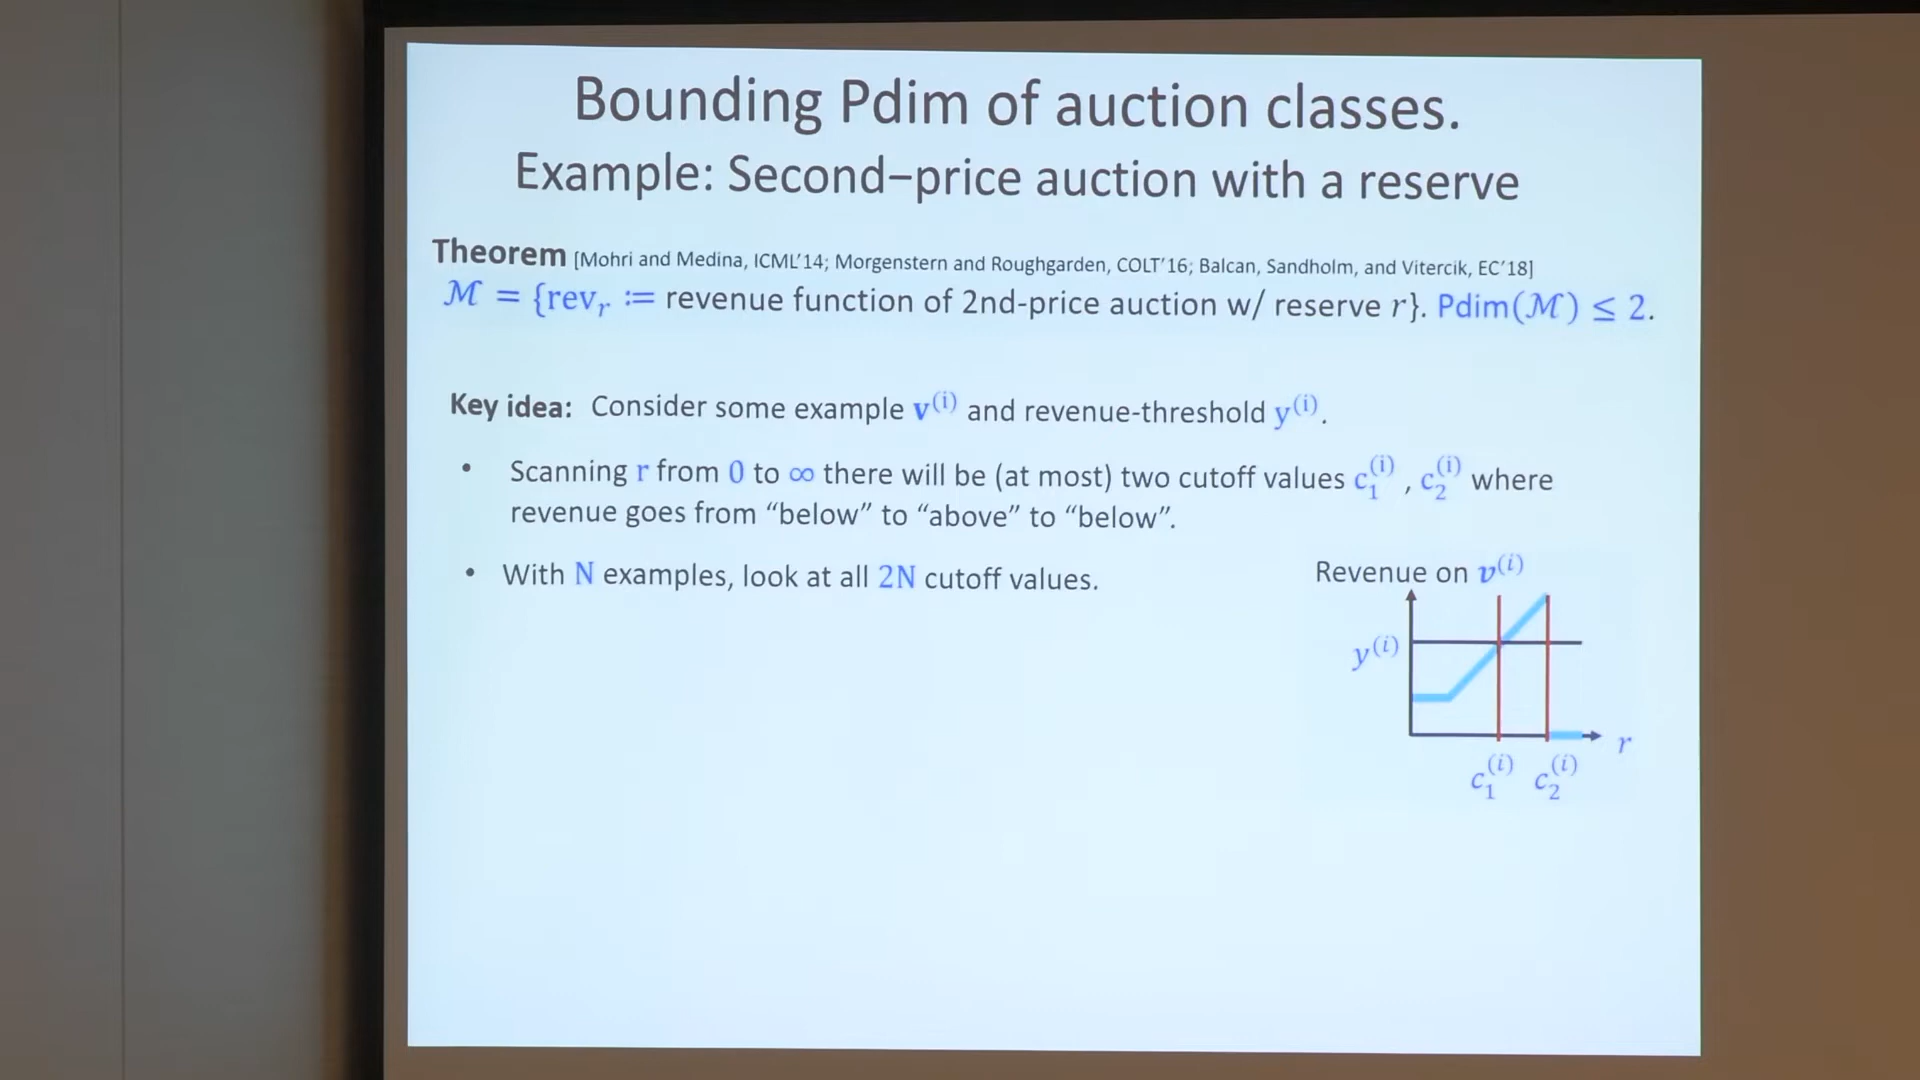 Bounding Pdim of auction classes.
Example: Second–price auction with a reserve
Theorem [Mohri and Medina, ICML'14; Morgenstern and Roughgarden, COLT'16; Balcan, Sandholm, and Vitercik, EC'18]
ℳ = {rev_r := revenue function of 2nd-price auction w/ reserve r}. Pdim(ℳ) ≤ 2.
Key idea: Consider some example v^(i) and revenue-threshold y^(i).
• Scanning r from 0 to ∞ there will be (at most) two cutoff values c_1^(i), c_2^(i) where
revenue goes from “below” to “above” to “below”.
• With N examples, look at all 2N cutoff values.
Revenue on v^(i)
y^(i)
r
c_1^(i) c_2^(i)